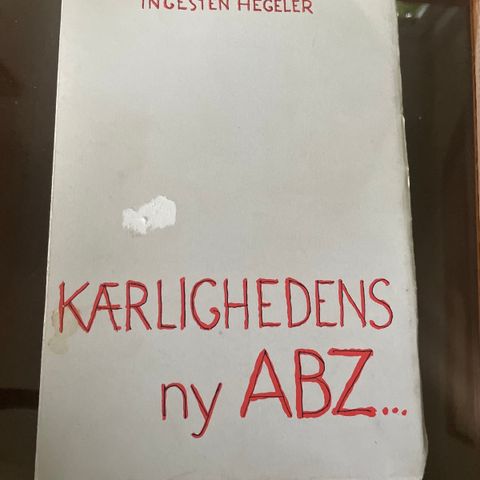 INGESTEN HEGELER
KÆRLIGHEDENS
ny ABZ...